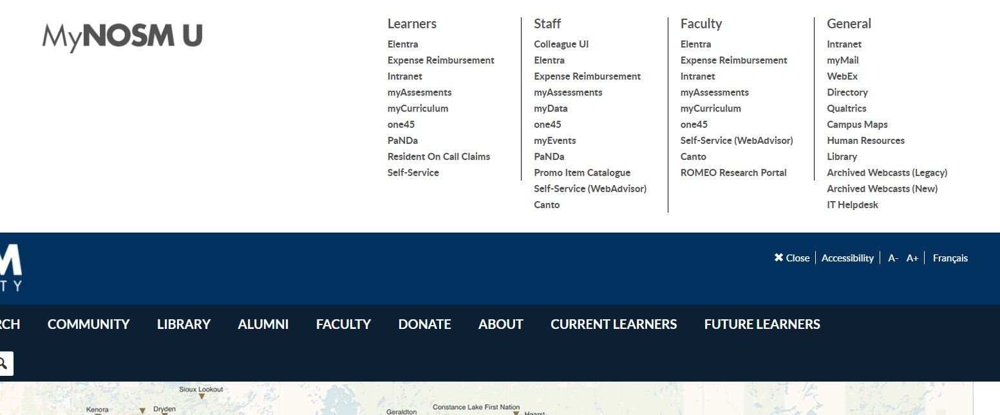 MyNOSM U
Learners
Elentra
Expense Reimbursement
Intranet
myAssesments
myCurriculum
one45
PaNDa
Resident On Call Claims
Self-Service
Staff
Colleague UI
Elentra
Expense Reimbursement
myAssessments
myData
one45
myEvents
PaNDa
Promo Item Catalogue
Self-Service (WebAdvisor)
Canto
Faculty
Elentra
Expense Reimbursement
Intranet
myAssessments
myCurriculum
one45
Self-Service (WebAdvisor)
Canto
ROMEO Research Portal
General
Intranet
myMail
WebEx
Directory
Qualtrics
Campus Maps
Human Resources
Library
Archived Webcasts (Legacy)
Archived Webcasts (New)
IT Helpdesk
M
TY
Close Accessibility A- A+ Français
RCH COMMUNITY LIBRARY ALUMNI FACULTY DONATE ABOUT CURRENT LEARNERS FUTURE LEARNERS
Sioux Lookout
Kenora Dryden Geraldton Constance Lake First Nation Hearst